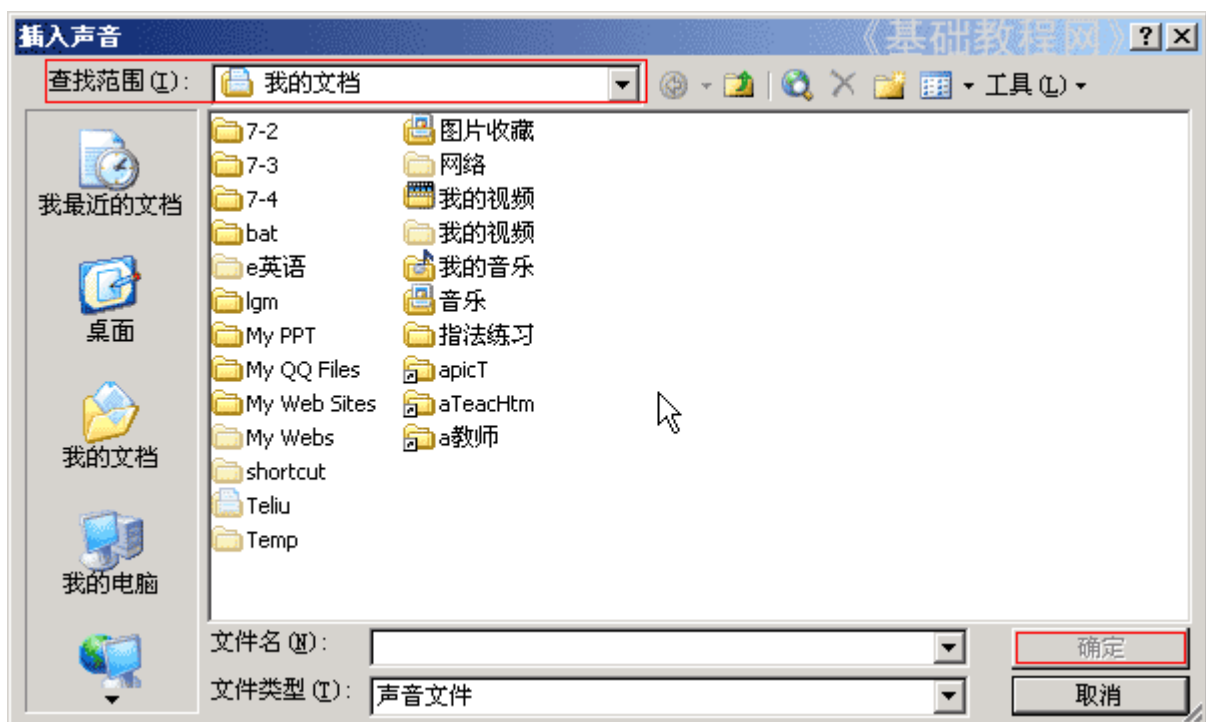 插入声音 《基础教程网》
查找范围(I): 我的文档 工具(L)
7-2 图片收藏
7-3 网络
7-4 我的视频
bat 我的视频
e英语 我的音乐
lgm 音乐
My PPT 指法练习
My QQ Files apicT
My Web Sites aTeacHtm
My Webs a教师
shortcut
Teliu
Temp
我最近的文档
桌面
我的文档
我的电脑
文件名(N): 确定
文件类型(T): 声音文件 取消